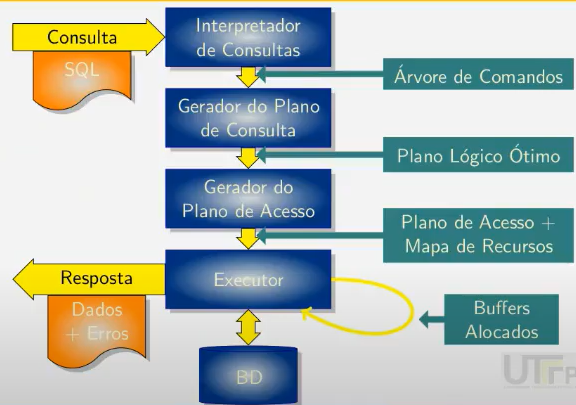 Consulta
SQL
Interpretador
de Consultas
Árvore de Comandos
Gerador do Plano
de Consulta
Plano Lógico Ótimo
Gerador do
Plano de Acesso
Plano de Acesso +
Mapa de Recursos
Resposta
Dados
+ Erros
Executor
Buffers
Alocados
BD
UTFP